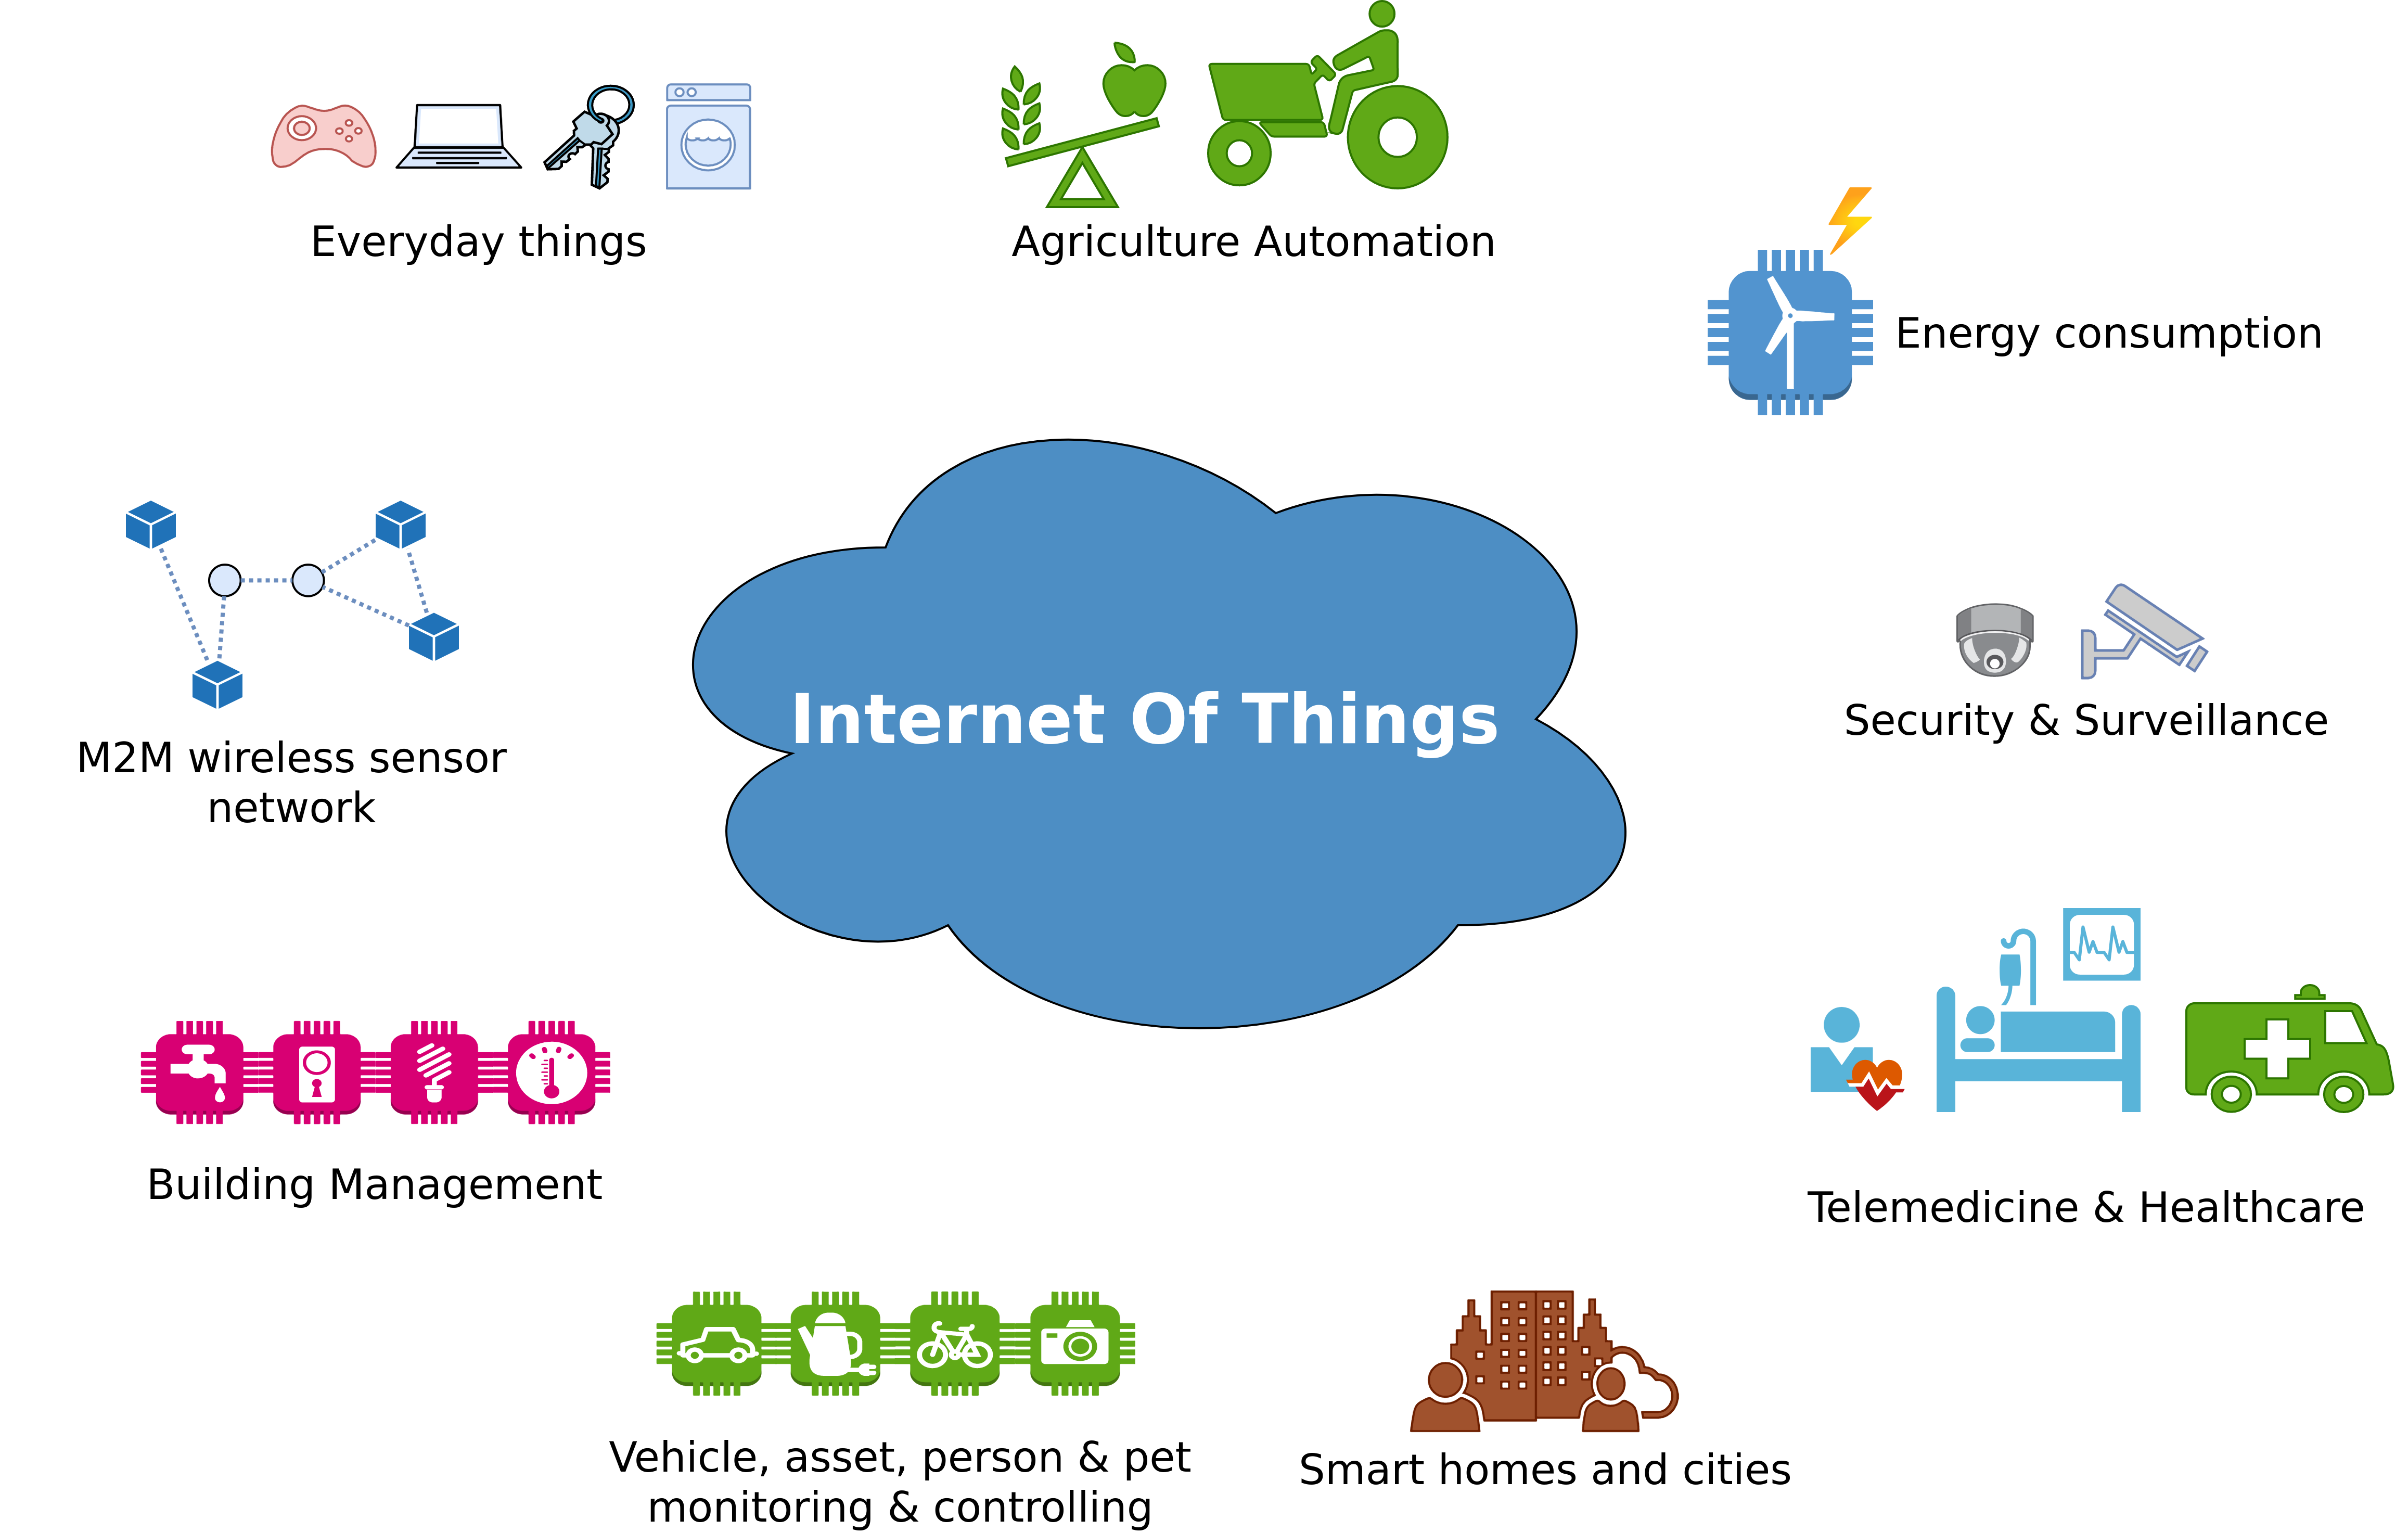 Everyday things
Agriculture Automation
Energy consumption
Internet Of Things
Security & Surveillance
M2M wireless sensor
network
Building Management
Telemedicine & Healthcare
Vehicle, asset, person & pet
monitoring & controlling
Smart homes and cities